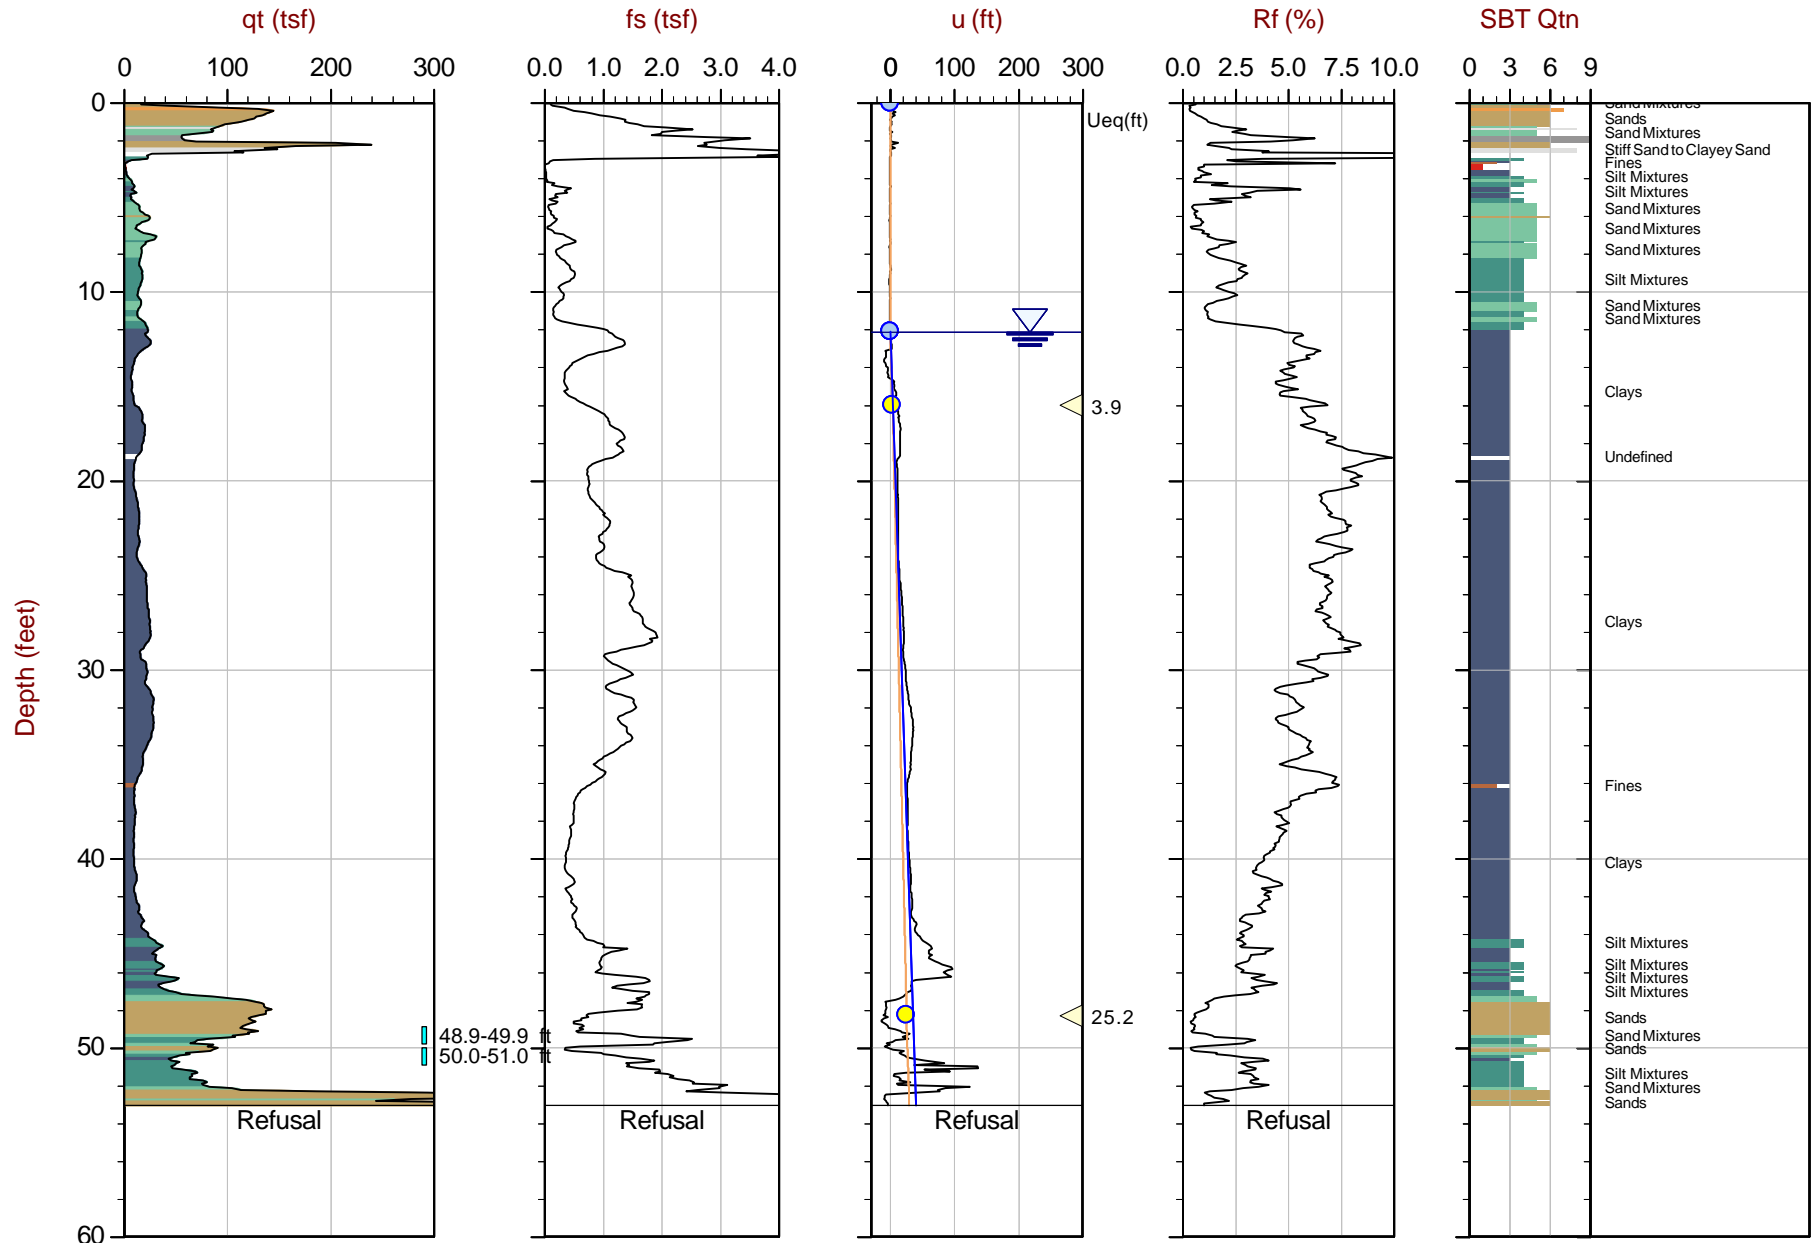 qt (tsf) fs (tsf) u (ft) Rf (%) SBT Qtn
0 100 200 300 0.0 1.0 2.0 3.0 4.0 0 100 200 300 0.0 2.5 5.0 7.5 10.0 0 3 6 9
0
Ueq(ft)
Sand Mixtures
Sands
Sand Mixtures
Stiff Sand to Clayey Sand
Fines
Silt Mixtures
Silt Mixtures
Sand Mixtures
Sand Mixtures
Sand Mixtures
Silt Mixtures
10
Sand Mixtures
Sand Mixtures
Clays
3.9
Undefined
20
Clays
30
Depth (feet)
Fines
40
Clays
Silt Mixtures
Silt Mixtures
Silt Mixtures
Silt Mixtures
25.2
Sands
48.9-49.9 ft
Sand Mixtures
50
Sands
50.0-51.0 ft
Silt Mixtures
Sand Mixtures
Sands
Refusal Refusal Refusal Refusal
60